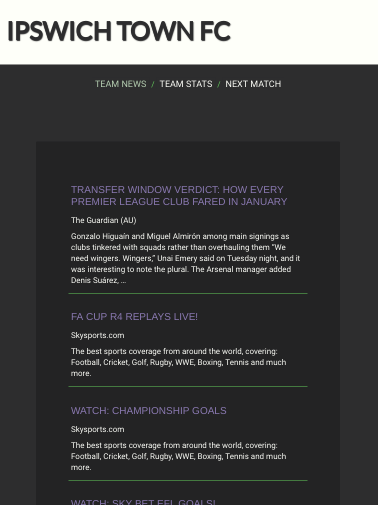 IPSWICH TOWN FC
TEAM NEWS / TEAM STATS / NEXT MATCH
TRANSFER WINDOW VERDICT: HOW EVERY
PREMIER LEAGUE CLUB FARED IN JANUARY
The Guardian (AU)
Gonzalo Higuaín and Miguel Almirón among main signings as
clubs tinkered with squads rather than overhauling them “We
need wingers. Wingers,” Unai Emery said on Tuesday night, and it
was interesting to note the plural. The Arsenal manager added
Denis Suárez, ...
FA CUP R4 REPLAYS LIVE!
Skysports.com
The best sports coverage from around the world, covering:
Football, Cricket, Golf, Rugby, WWE, Boxing, Tennis and much
more.
WATCH: CHAMPIONSHIP GOALS
Skysports.com
The best sports coverage from around the world, covering:
Football, Cricket, Golf, Rugby, WWE, Boxing, Tennis and much
more.
WATCH: SKY BET EFL GOALS!